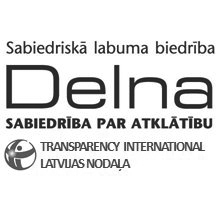 Sabiedriskā labuma biedrība
Delna
SABIEDRĪBA PAR ATKLĀTĪBU
TRANSPARENCY INTERNATIONAL
LATVIJAS NODAĻA